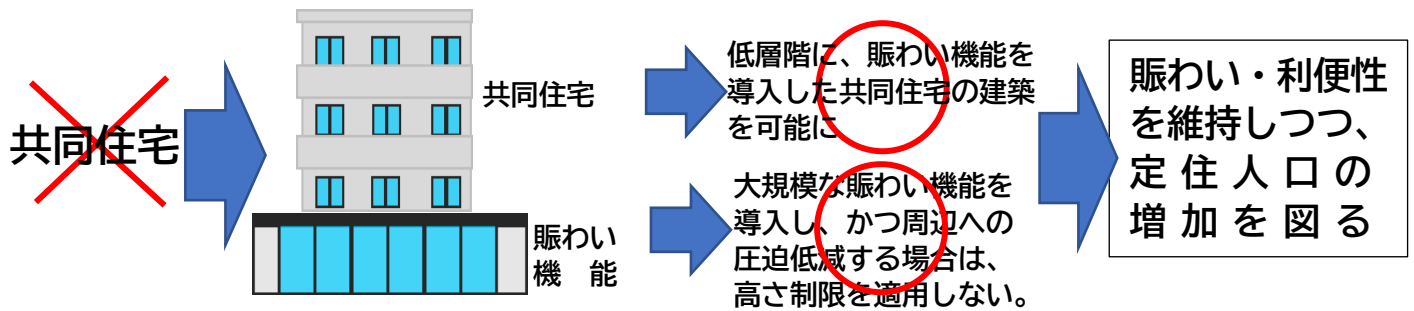 共同住宅
共同住宅
賑わい
機　能
低層階に、賑わい機能を
導入した共同住宅の建築
を可能に
大規模な賑わい機能を
導入し、かつ周辺への
圧迫低減する場合は、
高さ制限を適用しない。
賑わい・利便性
を維持しつつ、
定住人口の
増加を図る